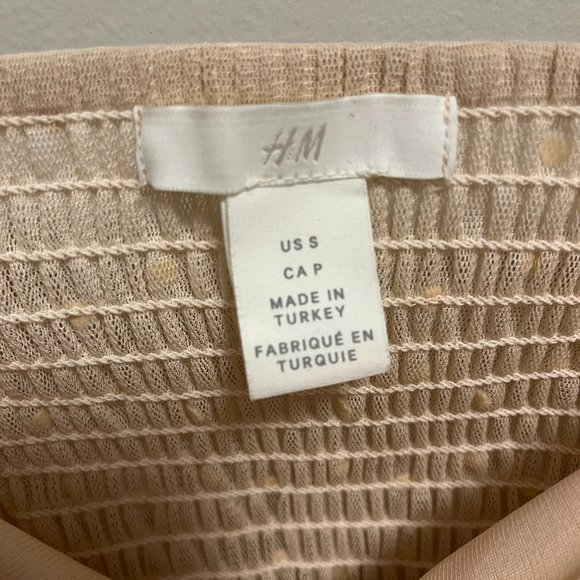 H&M
US S
CA P
MADE IN
TURKEY
FABRIQUÉ EN
TURQUIE